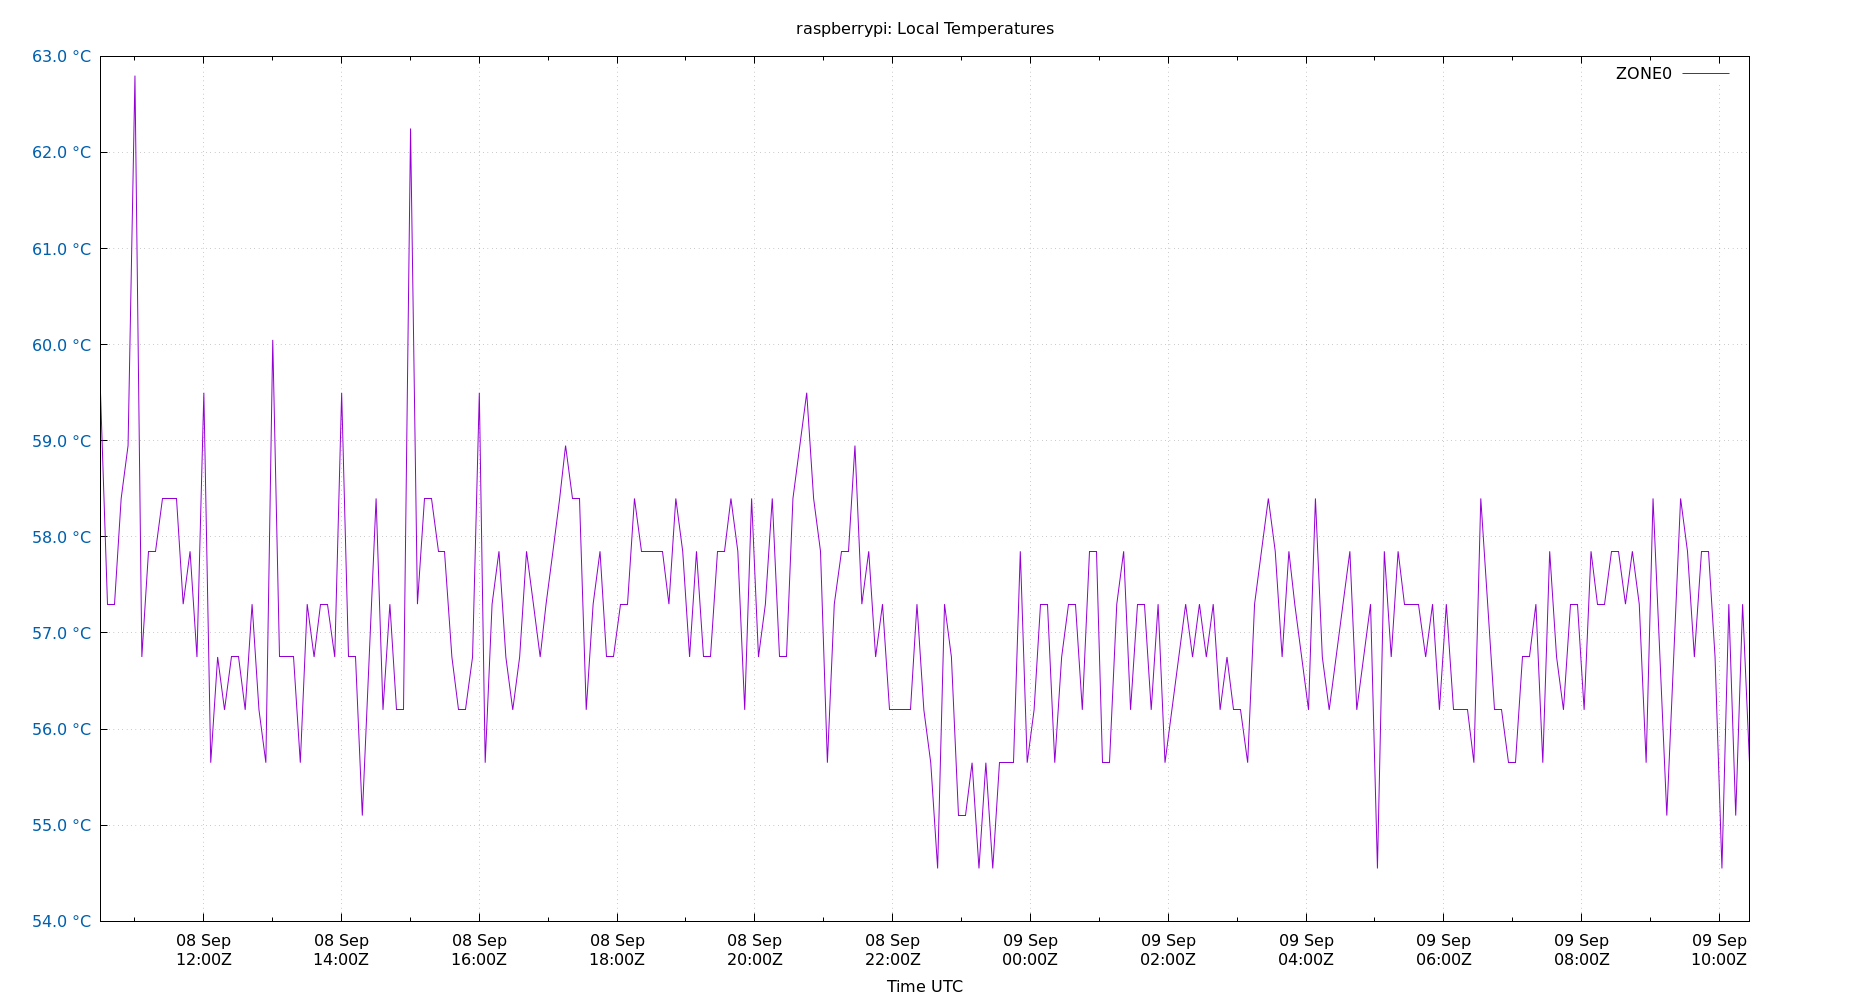 raspberrypi: Local Temperatures
63.0 °C
62.0 °C
61.0 °C
60.0 °C
59.0 °C
58.0 °C
57.0 °C
56.0 °C
55.0 °C
54.0 °C
ZONE0
08 Sep
12:00Z
08 Sep
14:00Z
08 Sep
16:00Z
08 Sep
18:00Z
08 Sep
20:00Z
08 Sep
22:00Z
09 Sep
00:00Z
09 Sep
02:00Z
09 Sep
04:00Z
09 Sep
06:00Z
09 Sep
08:00Z
09 Sep
10:00Z
Time UTC